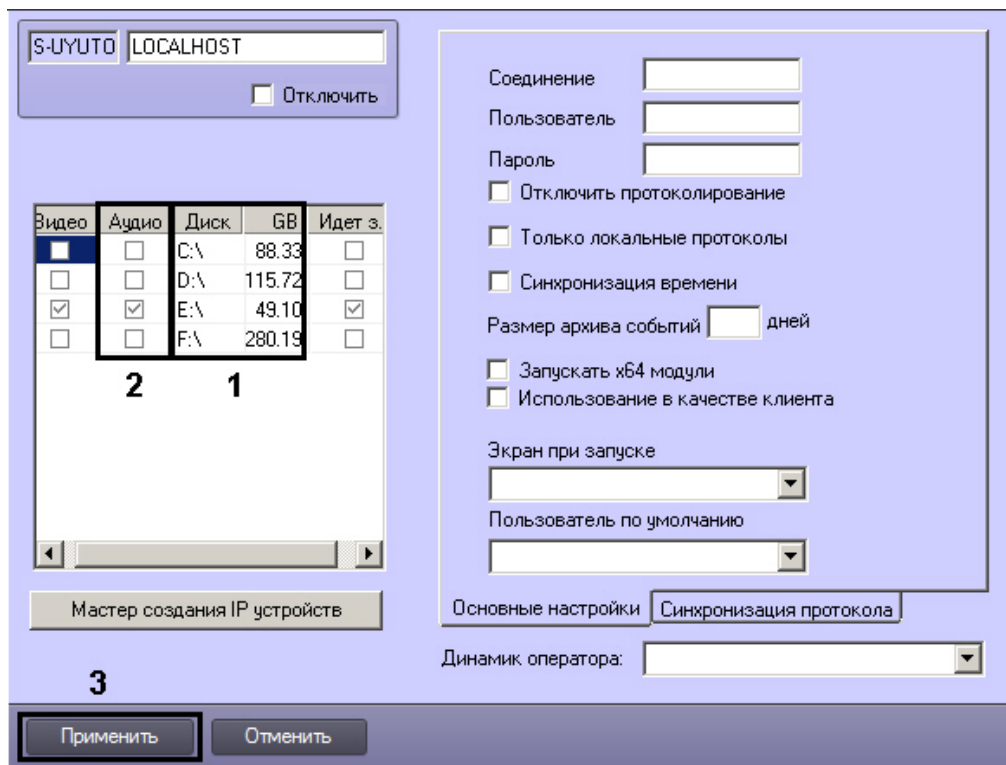 S-UYUTO LOCALHOST
Отключить
Видео Аудио Диск GB Идет з.
C:\ 88.33
D:\ 115.72
E:\ 49.10
F:\ 280.19
2 1
Мастер создания IP устройств
3
Соединение
Пользователь
Пароль
Отключить протоколирование
Только локальные протоколы
Синхронизация времени
Размер архива событий дней
Запускать x64 модули
Использование в качестве клиента
Экран при запуске
Пользователь по умолчанию
Основные настройки Синхронизация протокола
Динамик оператора:
Применить Отменить